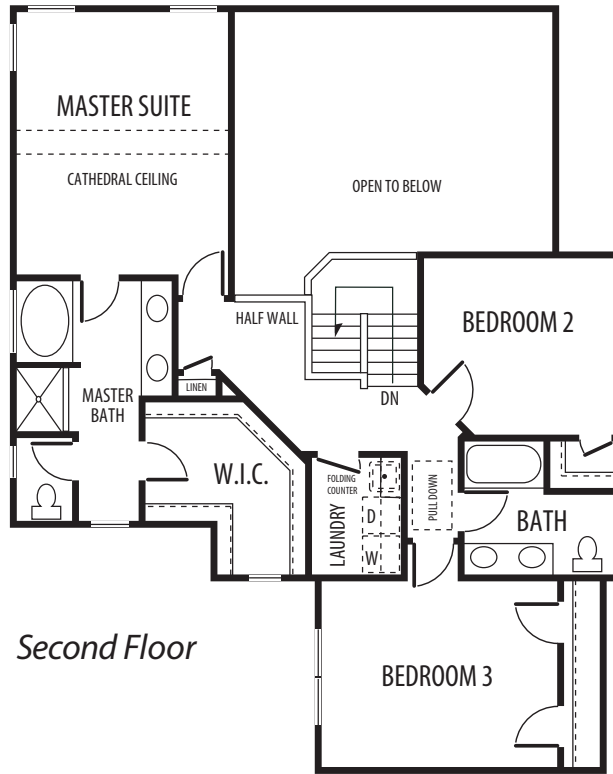 MASTER SUITE
CATHEDRAL CEILING
OPEN TO BELOW
HALF WALL
BEDROOM 2
LINEN
DN
MASTER
BATH
W.I.C.
FOLDING
COUNTER
LAUNDRY
D
W
PULL DOWN
BATH
Second Floor
BEDROOM 3